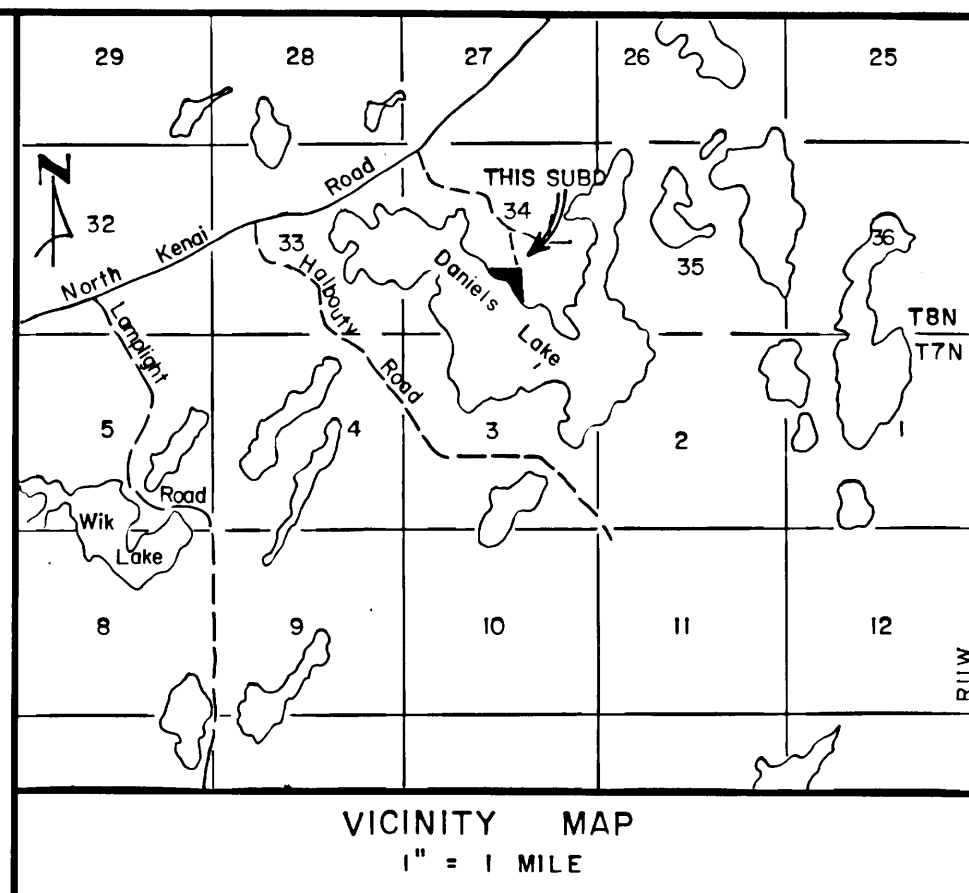 29
28
27
26
25
N
THIS SUBD
32
33
34
35
36
North Kenai Road
Halbouty Road
Daniels Lake
Lamplight Road
T8N
T7N
5
4
3
2
1
Wik Lake
8
9
10
11
12
R11W
VICINITY MAP
1" = 1 MILE